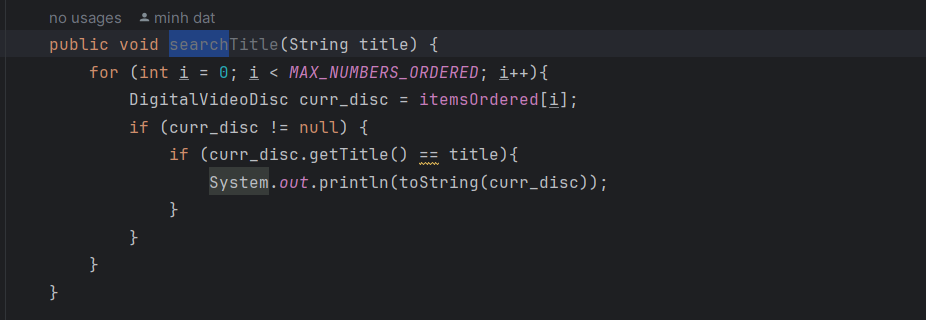 no usages minh dat
public void searchTitle(String title) {
for (int i = 0; i < MAX_NUMBERS_ORDERED; i++){
DigitalVideoDisc curr_disc = itemsOrdered[i];
if (curr_disc != null) {
if (curr_disc.getTitle() == title){
System.out.println(toString(curr_disc));
}
}
}
}